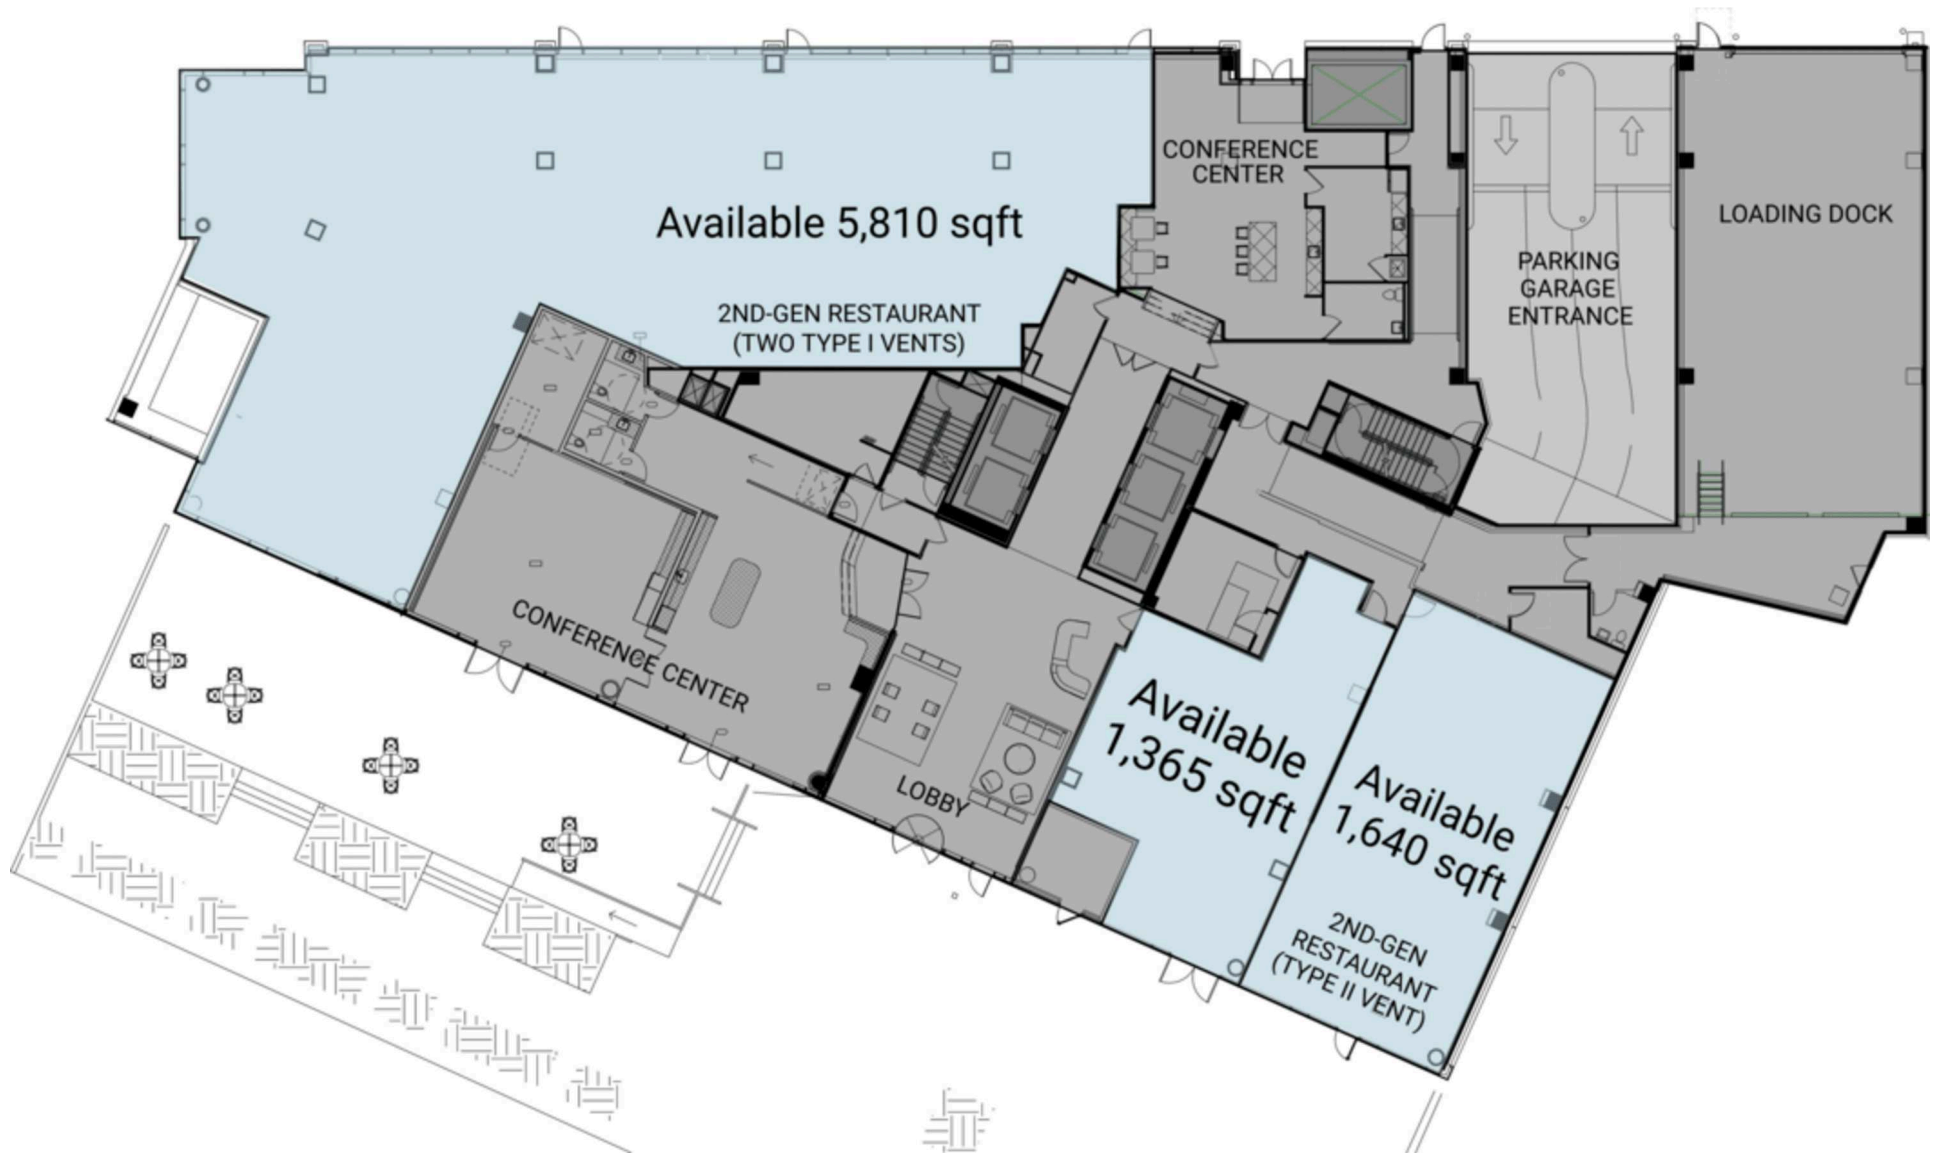 CONFERENCE
CENTER
LOADING DOCK
Available 5,810 sqft
PARKING
GARAGE
ENTRANCE
2ND-GEN RESTAURANT
(TWO TYPE I VENTS)
CONFERENCE CENTER
LOBBY
Available
1,365 sqft
Available
1,640 sqft
2ND-GEN
RESTAURANT
(TYPE II VENT)